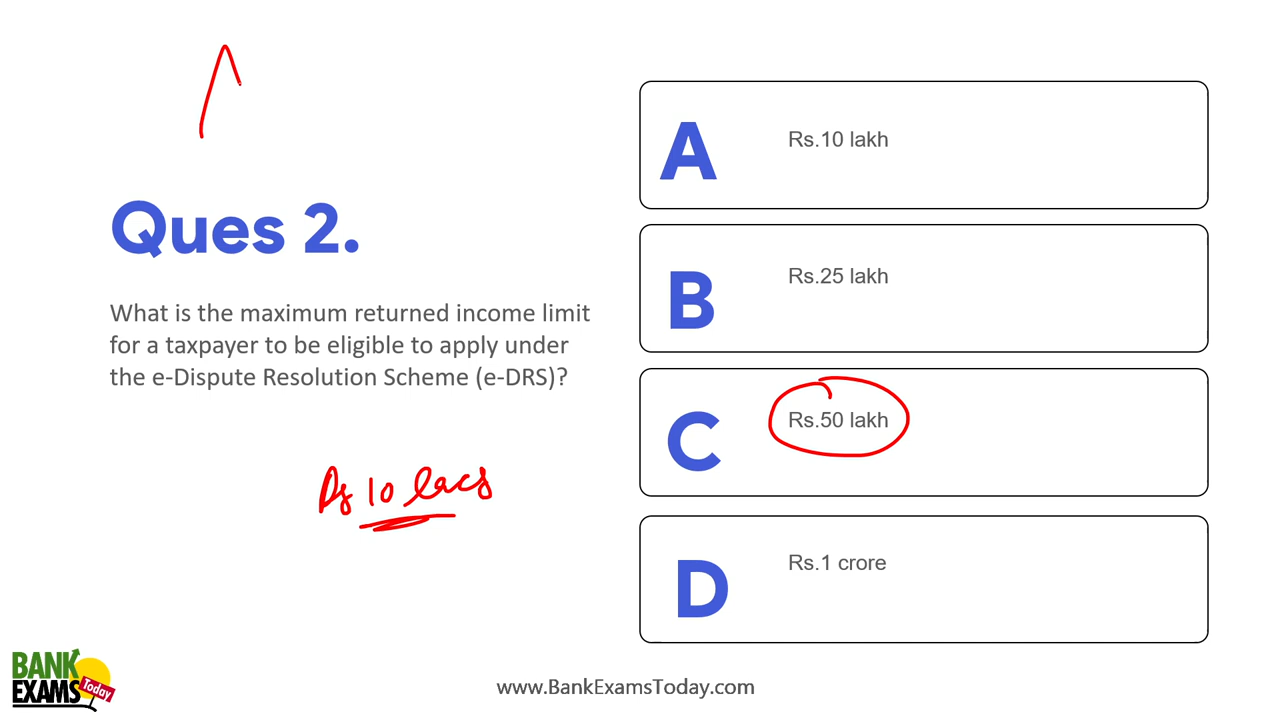 Ques 2.
What is the maximum returned income limit
for a taxpayer to be eligible to apply under
the e-Dispute Resolution Scheme (e-DRS)?
Rs 10 lacs
A
Rs.10 lakh
B
Rs.25 lakh
C
Rs.50 lakh
D
Rs.1 crore
BANK
EXAMS
Today
www.BankExamsToday.com